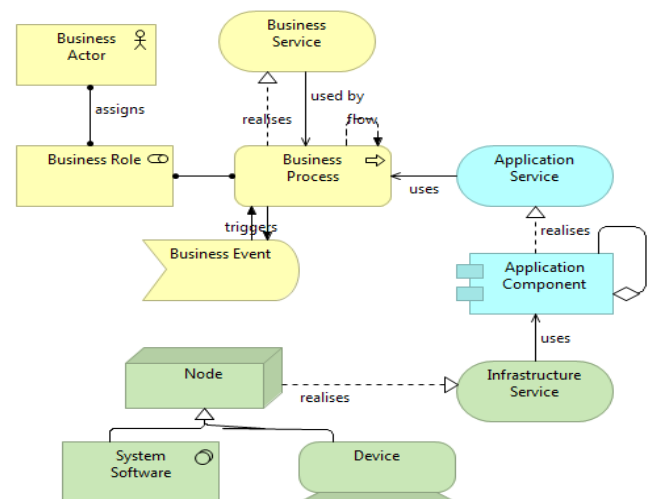 Business
Actor
Business
Service
assigns
used by
realises
flow
Business Role
Business
Process
Application
Service
uses
triggers
Business Event
realises
Application
Component
uses
Node
realises
Infrastructure
Service
System
Software
Device